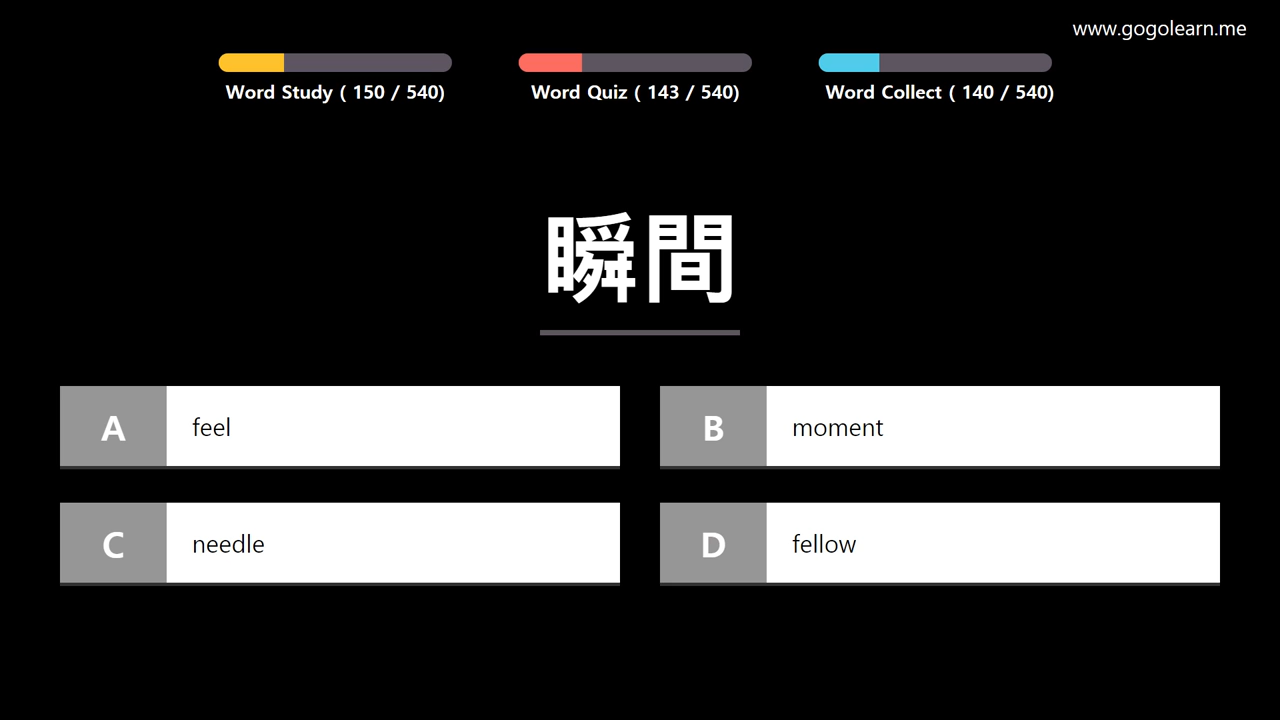 www.gogolearn.me
Word Study ( 150 / 540)
Word Quiz ( 143 / 540)
Word Collect ( 140 / 540)
瞬間
A feel
B moment
C needle
D fellow